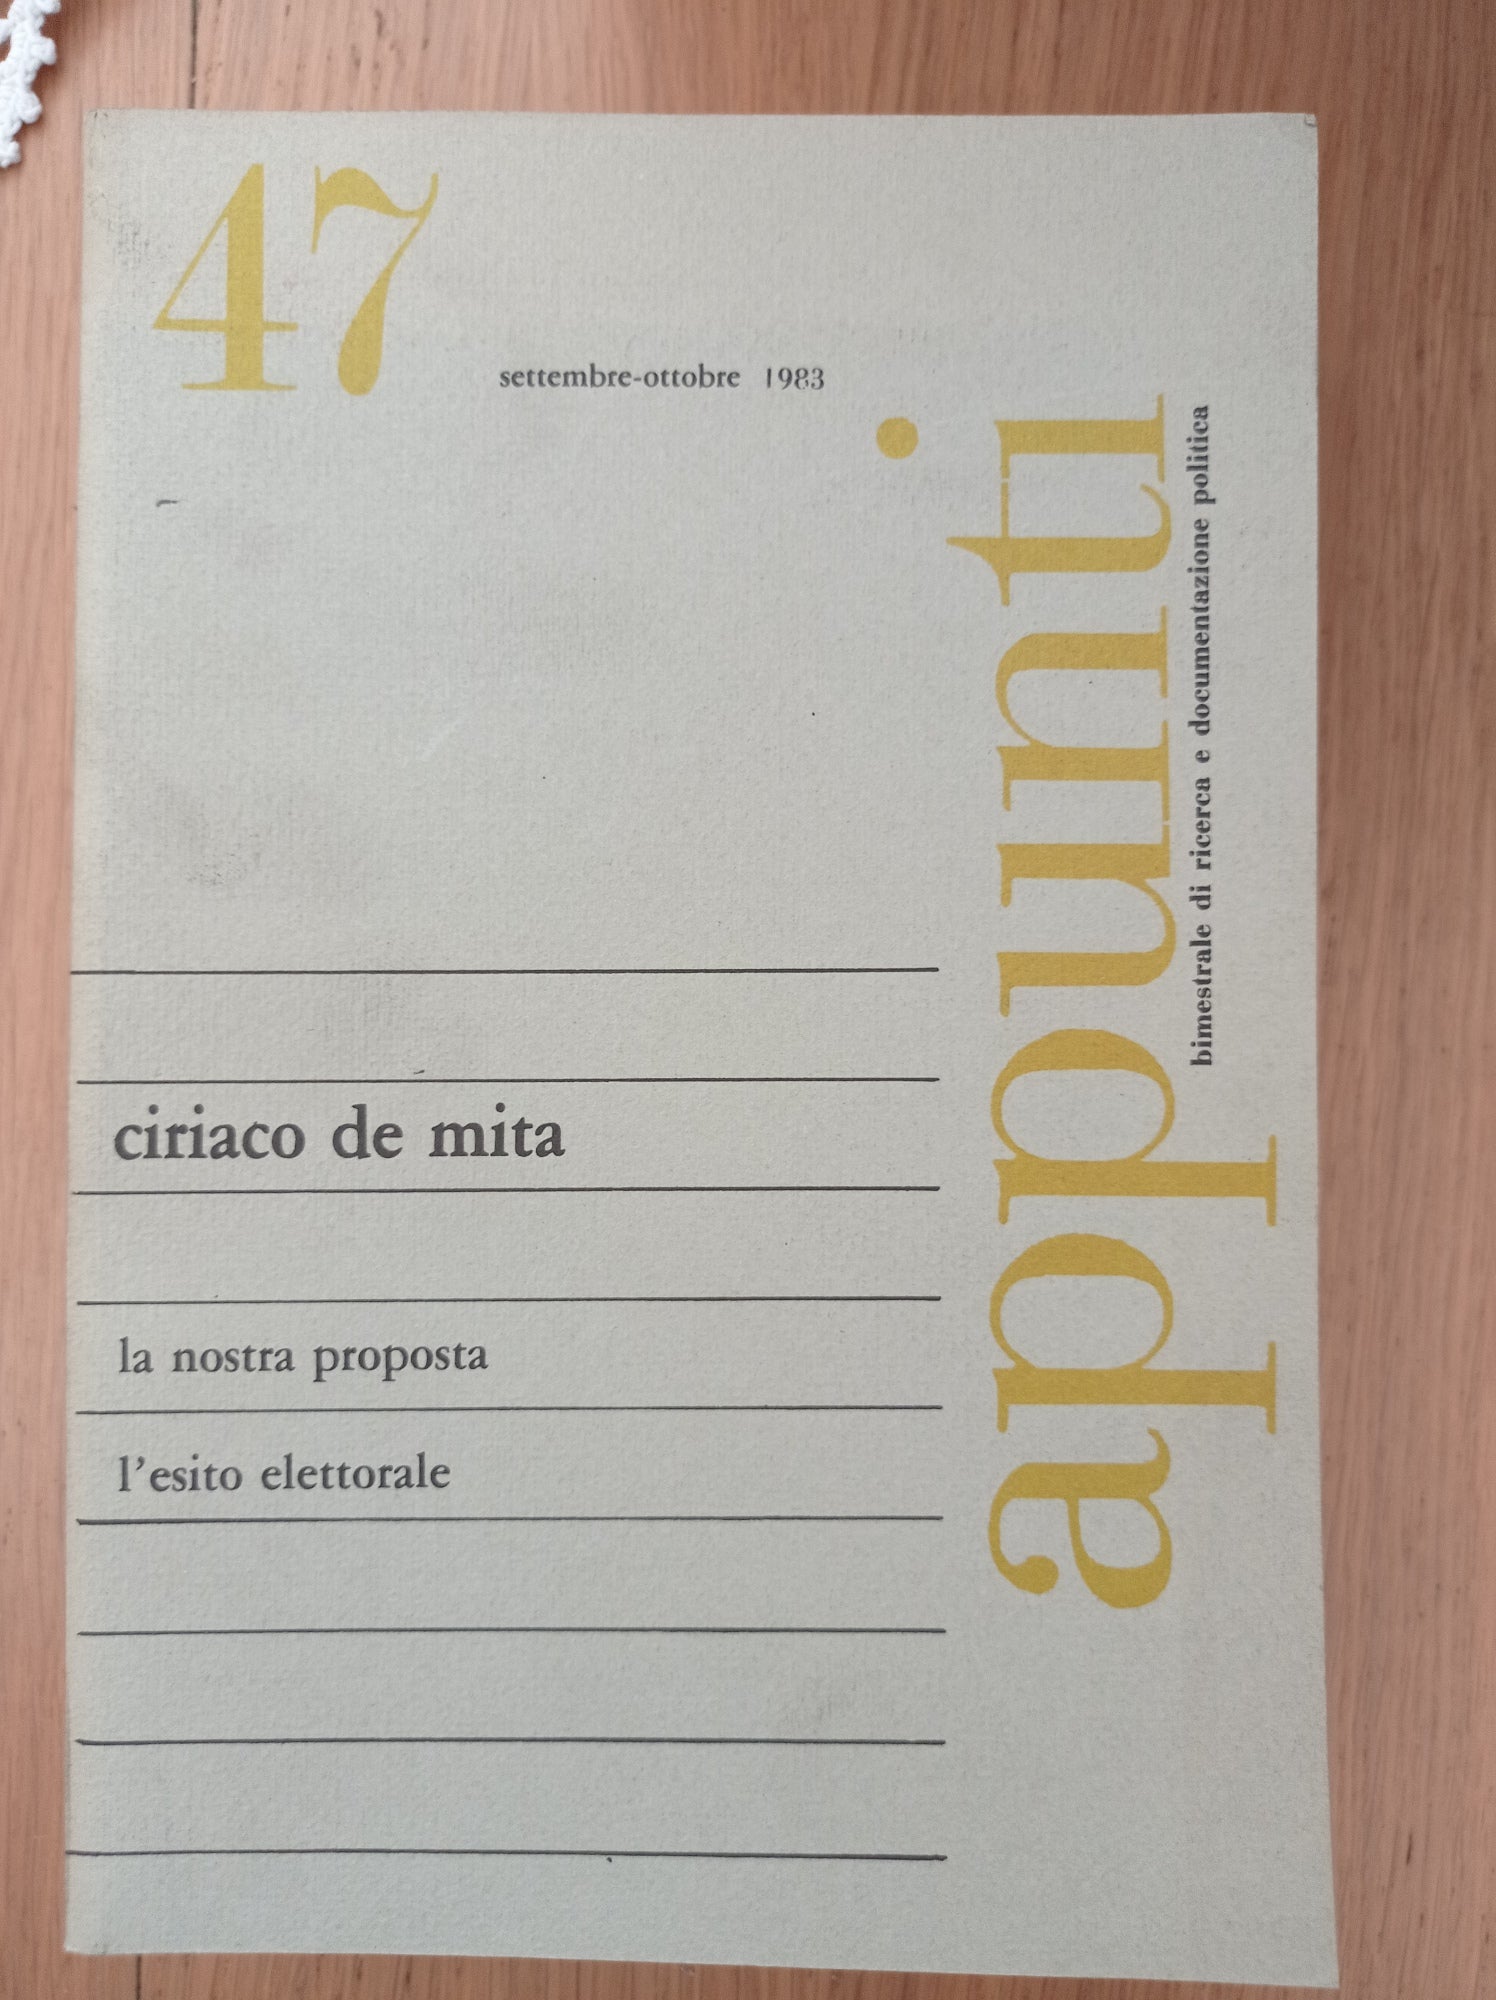 47
settembre-ottobre 1983
appunti
bimestrale di ricerca e documentazione politica
ciriaco de mita
la nostra proposta
l'esito elettorale